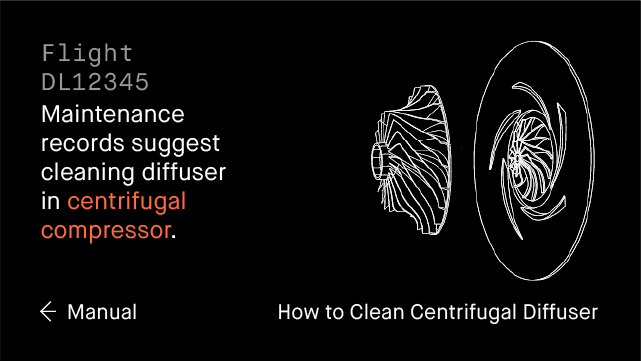 Flight
DL12345
Maintenance
records suggest
cleaning diffuser
in centrifugal
compressor.
Manual
How to Clean Centrifugal Diffuser